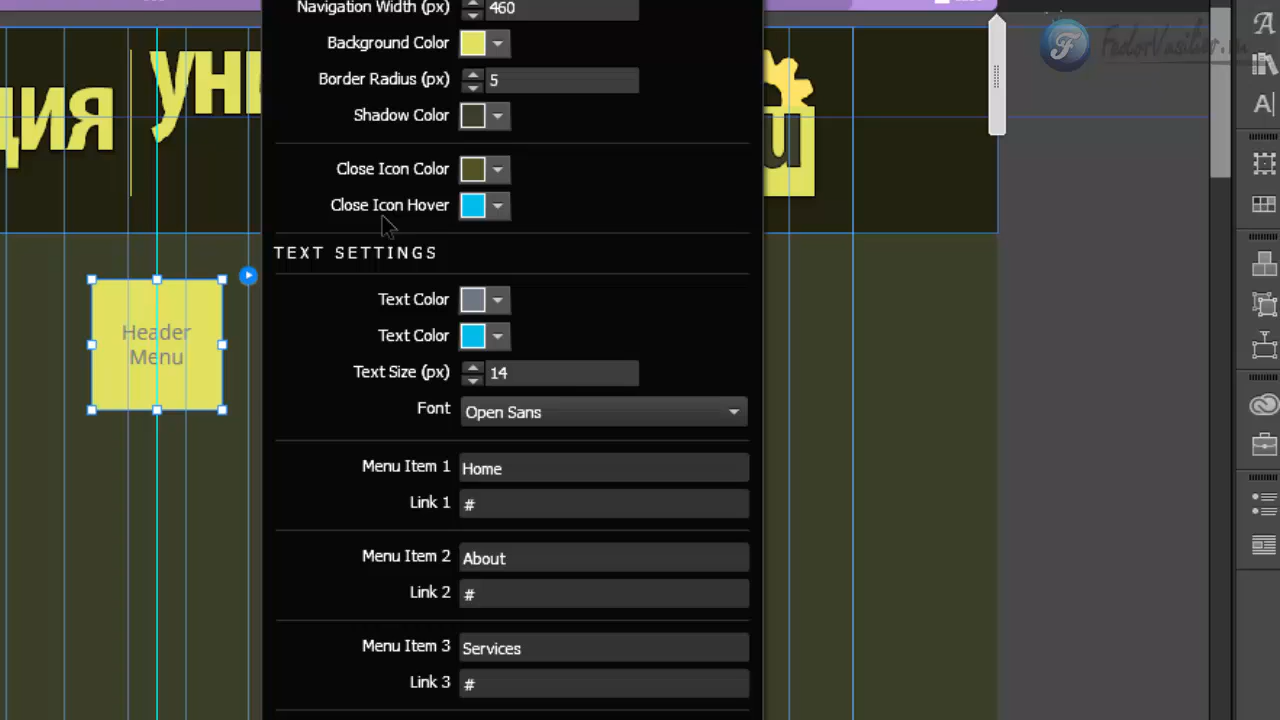 Navigation Width (px) 460
Background Color
Border Radius (px) 5
Shadow Color
Close Icon Color
Close Icon Hover
TEXT SETTINGS
Text Color
Text Color
Text Size (px) 14
Font Open Sans
Menu Item 1 Home
Link 1 #
Menu Item 2 About
Link 2 #
Menu Item 3 Services
Link 3 #
Header
Menu
FedorVasiliev.ru
A
A